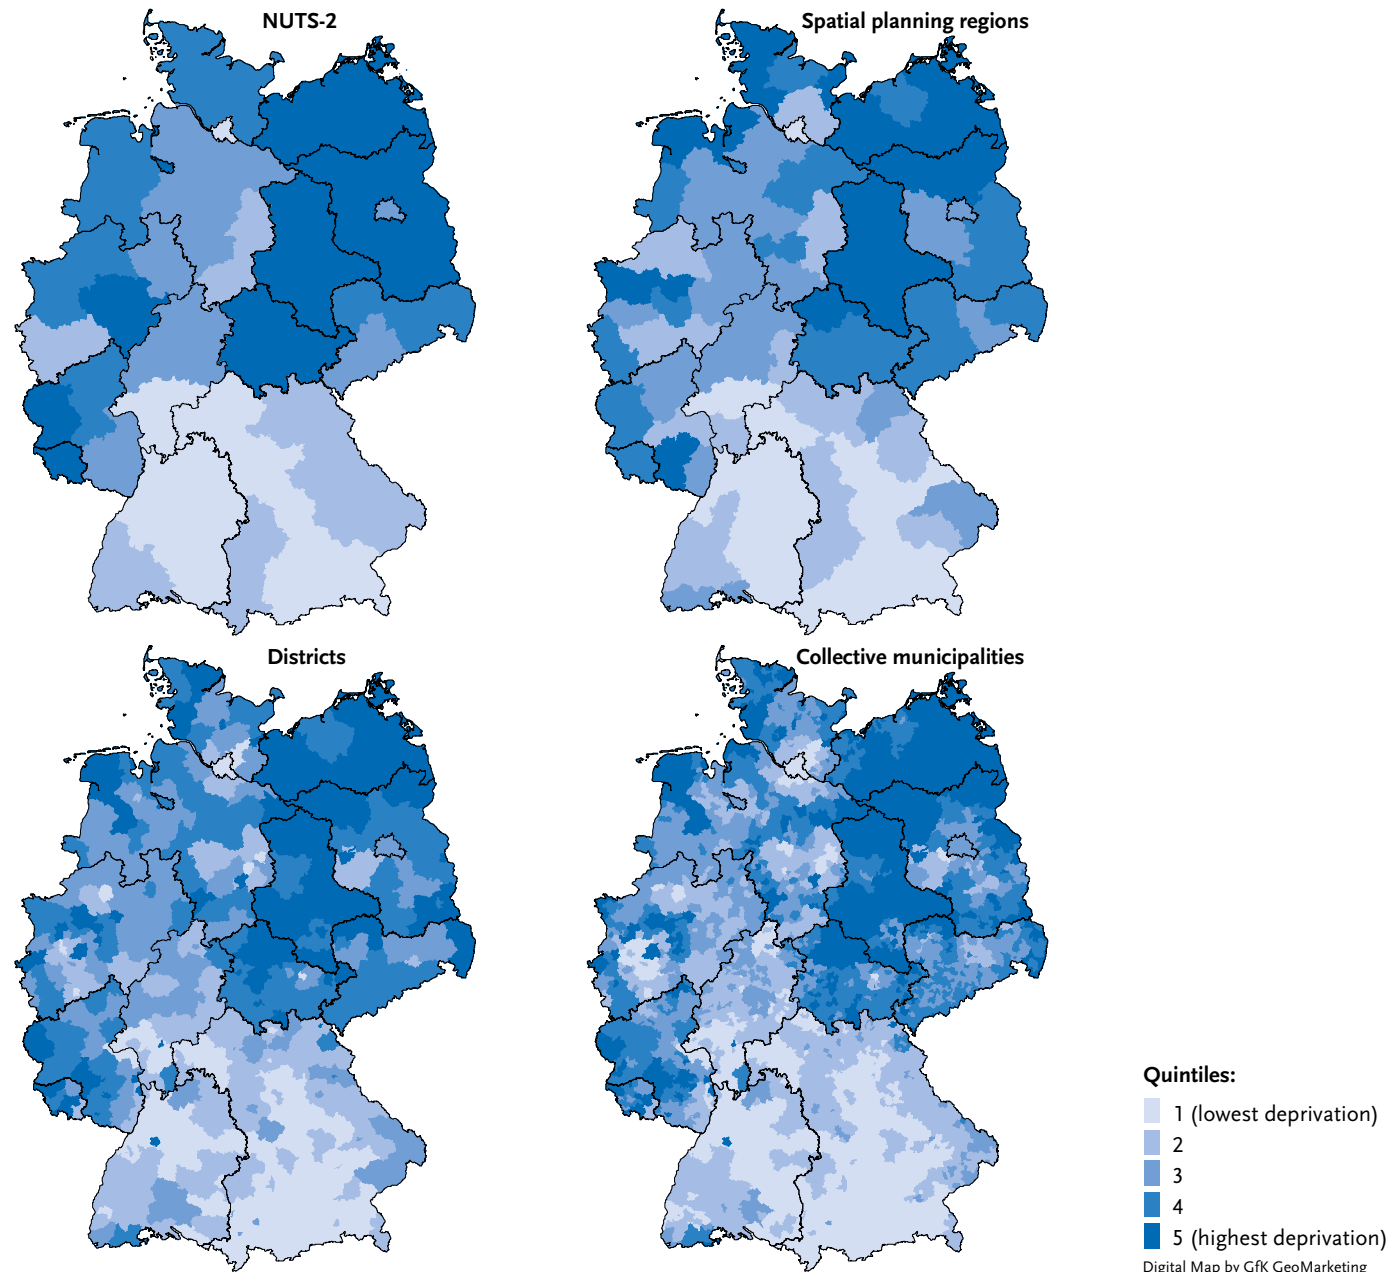 NUTS-2
Spatial planning regions
Districts
Collective municipalities
Quintiles:
1 (lowest deprivation)
2
3
4
5 (highest deprivation)
Digital Map by GfK GeoMarketing